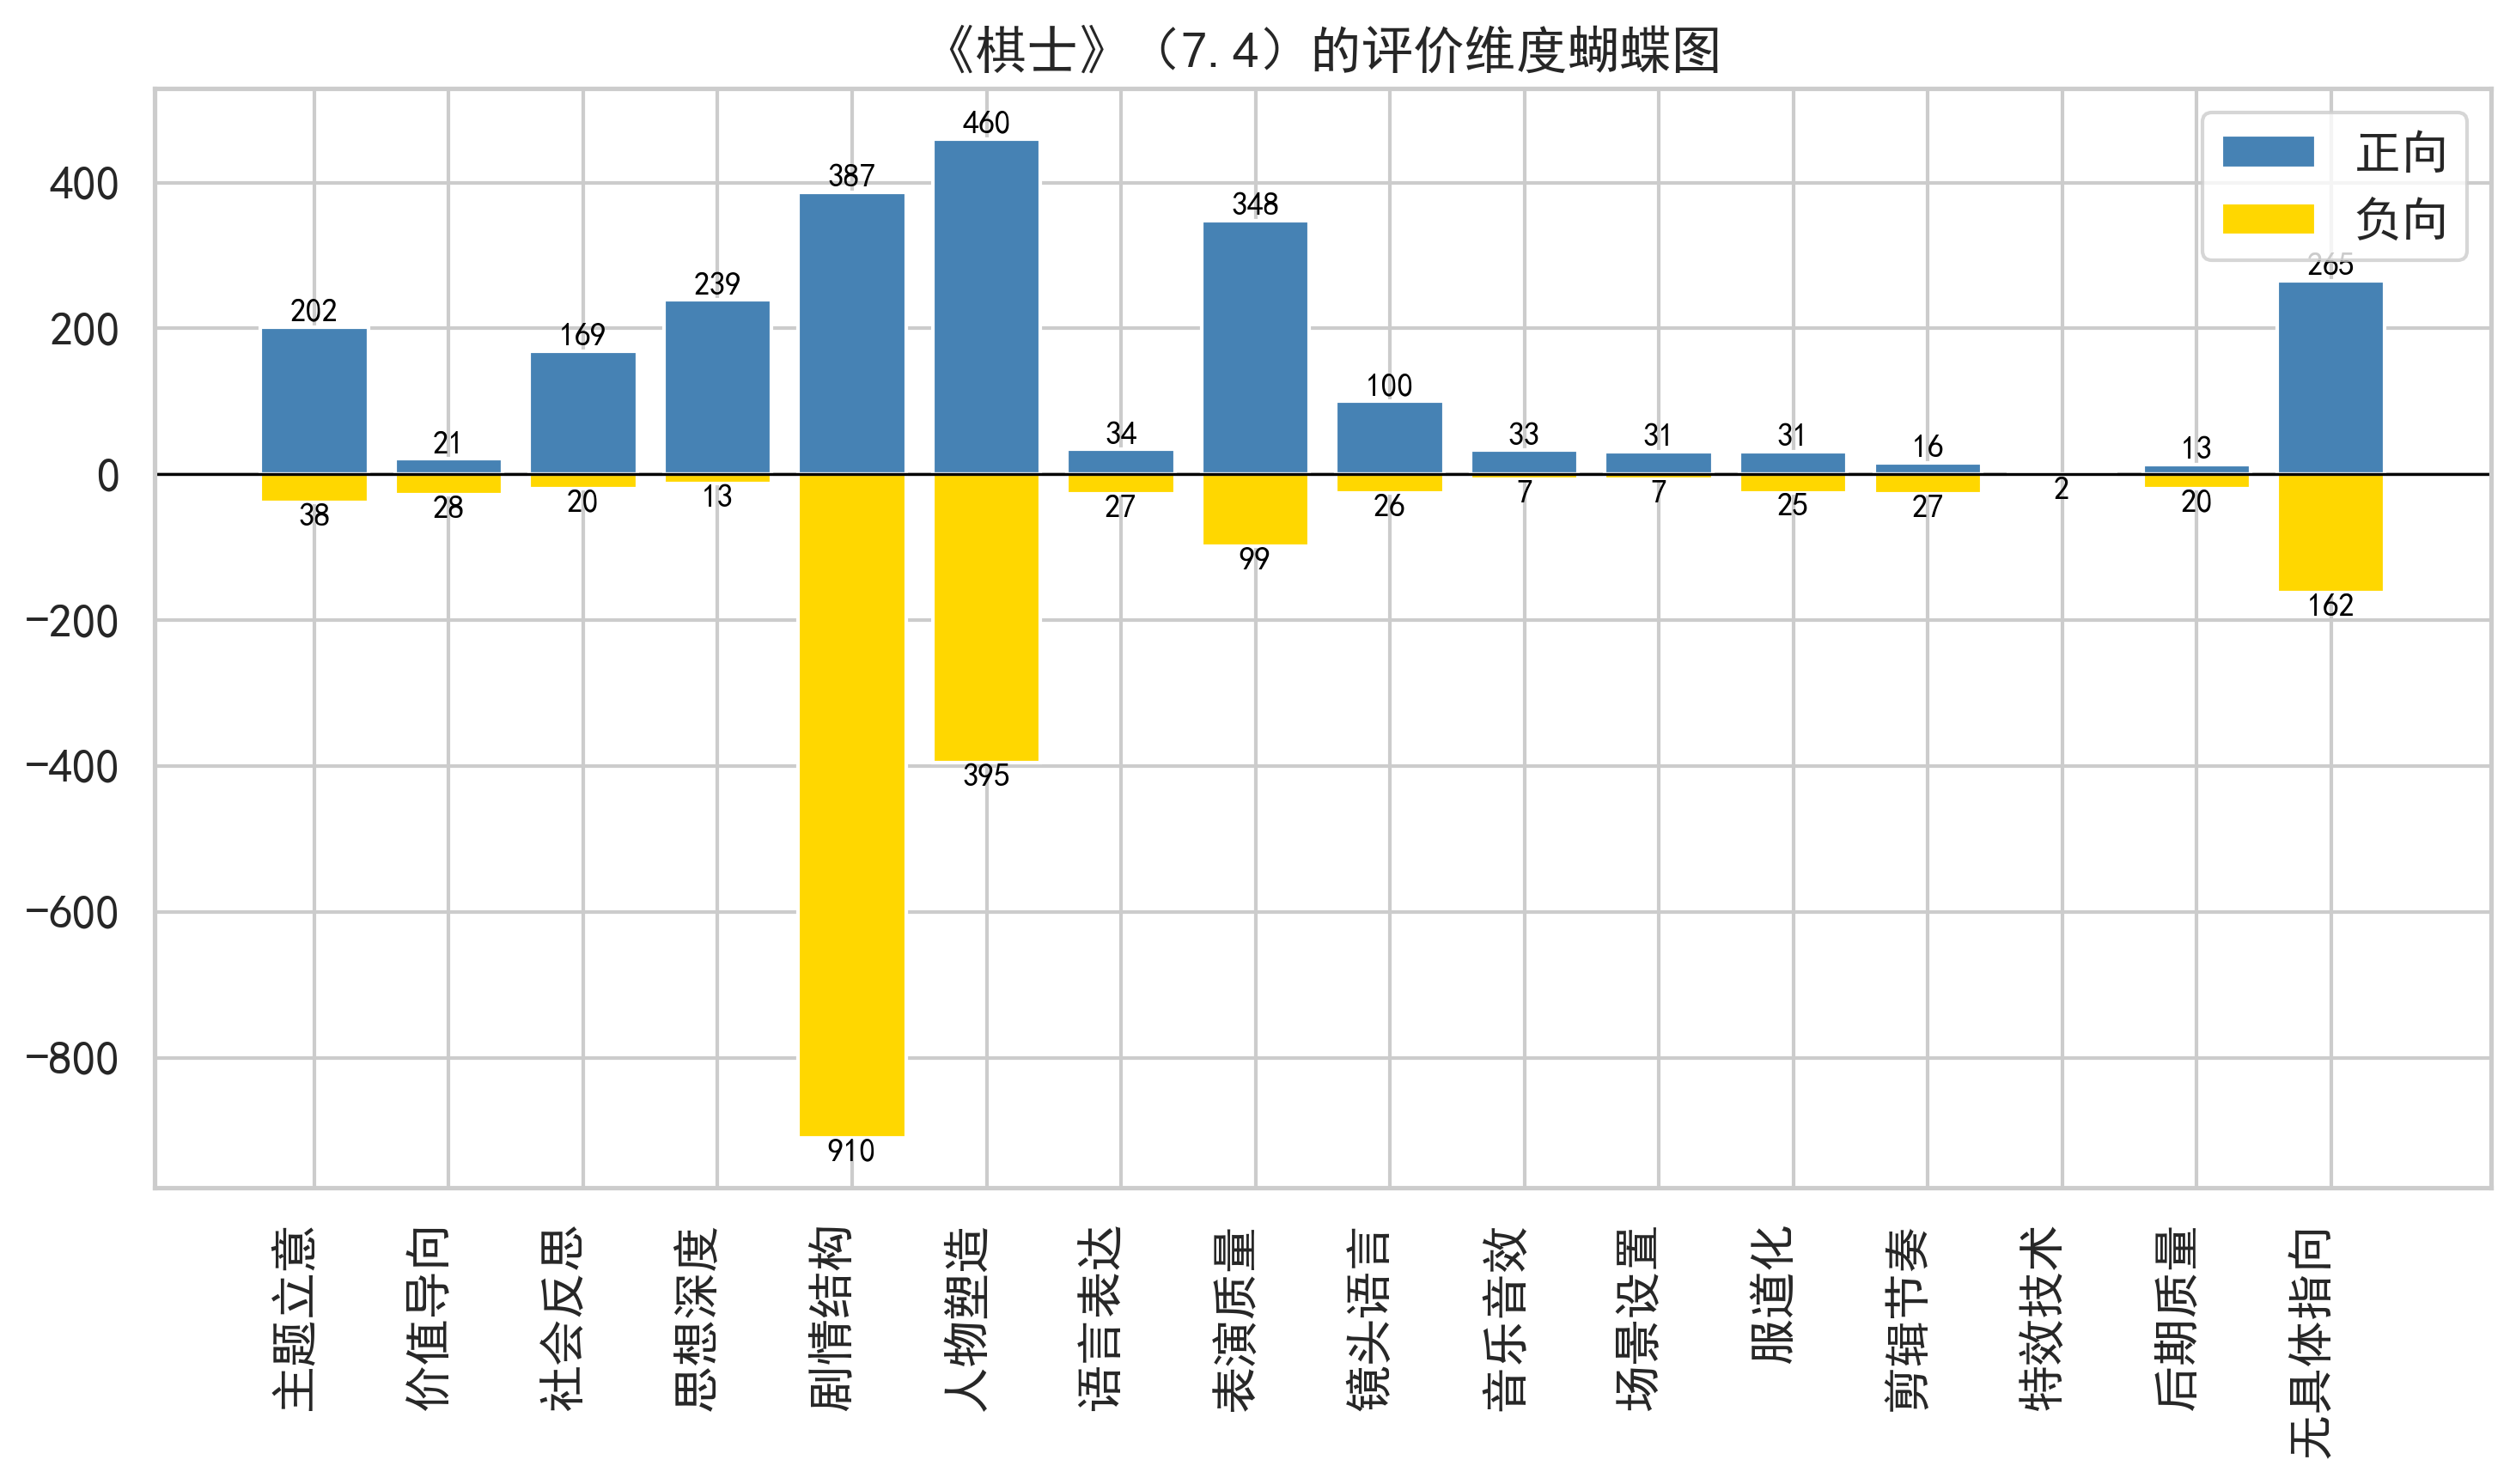 《棋士》（7.4）的评价维度蝴蝶图
正向
负向
400
200
0
−200
−400
−600
−800
202
21
169
239
387
460
34
348
100
33
31
31
16
13
265
38
28
20
13
910
395
27
99
26
7
7
25
27
2
20
162
主题立意
价值导向
社会反思
思想深度
剧情结构
人物塑造
语言表达
表演质量
镜头语言
音乐音效
场景设置
服道化
剪辑节奏
特效技术
后期质量
无具体指向